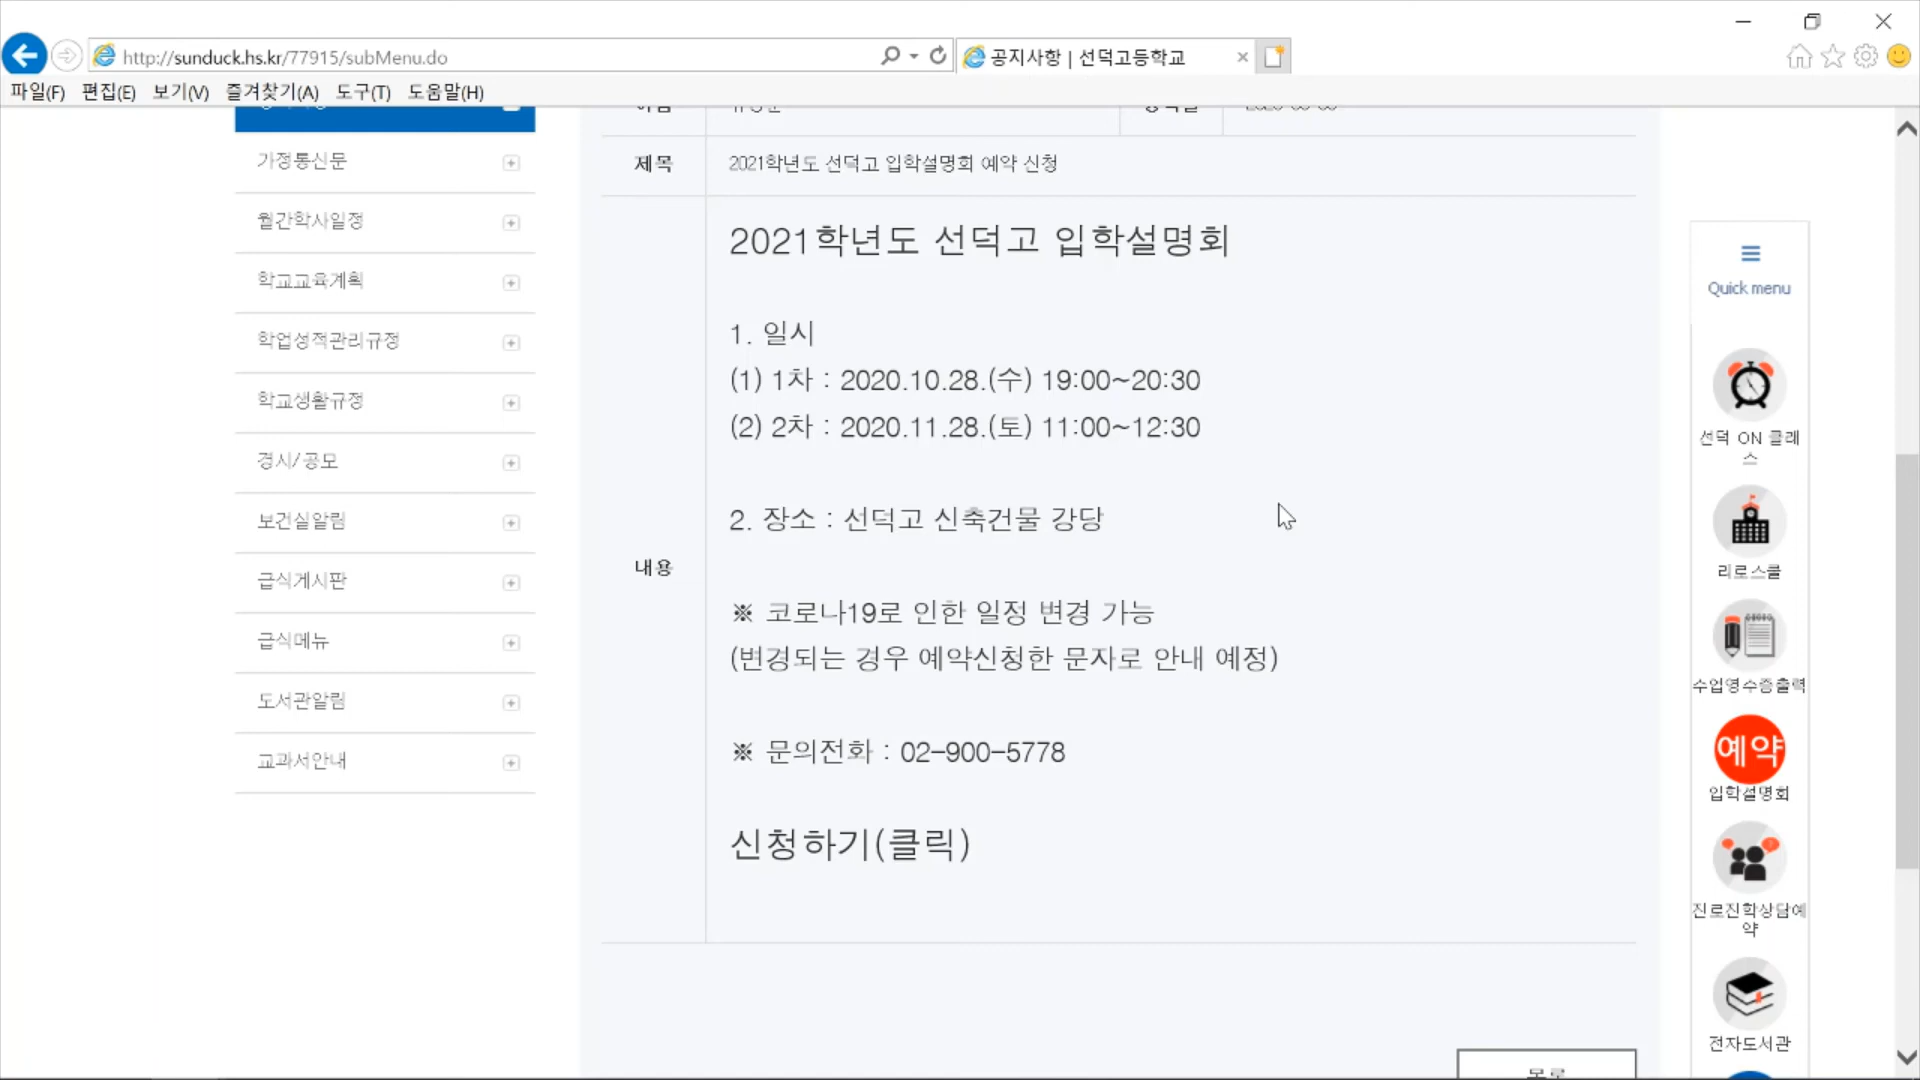 http://sunduck.hs.kr/77915/subMenu.do
공지사항 | 선덕고등학교
파일(F) 편집(E) 보기(V) 즐겨찾기(A) 도구(T) 도움말(H)
가정통신문
월간학사일정
학교교육계획
학업성적관리규정
학교생활규정
경시/공모
보건실알림
급식게시판
급식메뉴
도서관알림
교과서안내
제목
2021학년도 선덕고 입학설명회 예약 신청
내용
2021학년도 선덕고 입학설명회
1. 일시
(1) 1차 : 2020.10.28.(수) 19:00~20:30
(2) 2차 : 2020.11.28.(토) 11:00~12:30
2. 장소 : 선덕고 신축건물 강당
※ 코로나19로 인한 일정 변경 가능
(변경되는 경우 예약신청한 문자로 안내 예정)
※ 문의전화 : 02-900-5778
신청하기(클릭)
목록
Quick menu
선덕 ON 클래
스
리로스쿨
수업영수증출력
예약
입학설명회
진로진학상담예
약
전자도서관